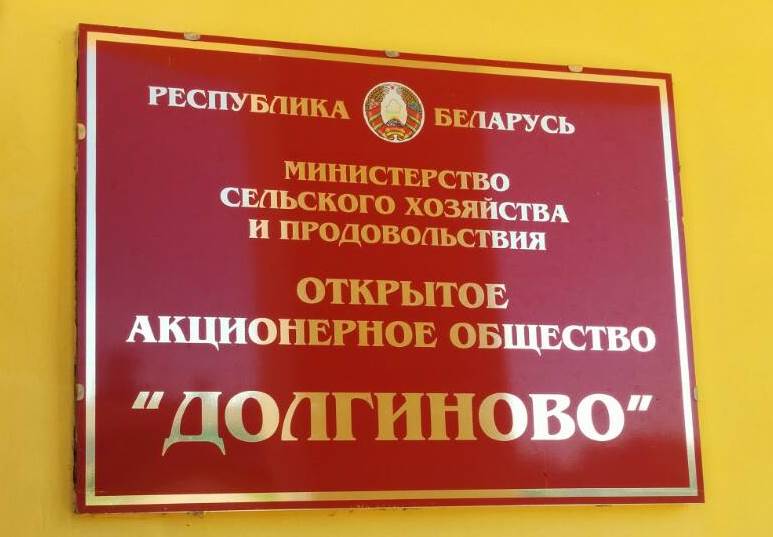 РЕСПУБЛИКА БЕЛАРУСЬ
МИНИСТЕРСТВО
СЕЛЬСКОГО ХОЗЯЙСТВА
И ПРОДОВОЛЬСТВИЯ
ОТКРЫТОЕ
АКЦИОНЕРНОЕ ОБЩЕСТВО
"ДОЛГИНОВО"